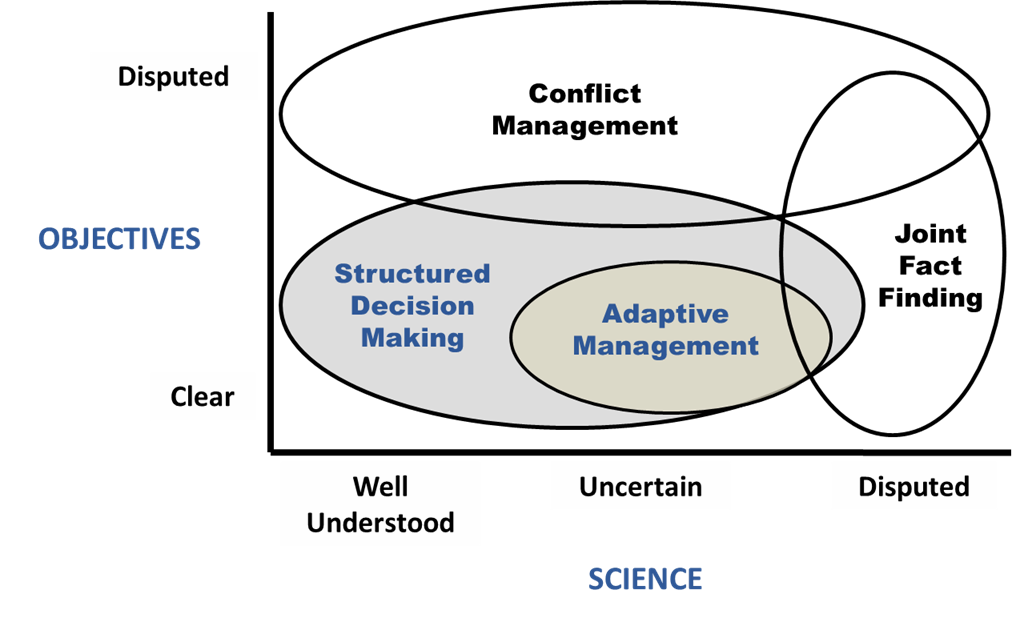 Disputed
Conflict
Management
OBJECTIVES
Joint
Fact
Finding
Structured
Decision
Making
Adaptive
Management
Clear
Well
Understood
Uncertain
Disputed
SCIENCE